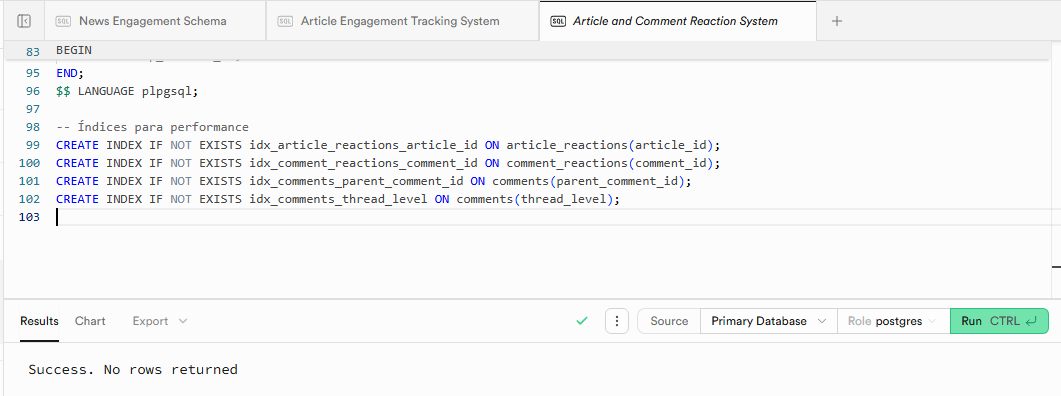 News Engagement Schema
Article Engagement Tracking System
Article and Comment Reaction System
83 BEGIN
95 END;
96 $$ LANGUAGE plpgsql;
97
98 -- Índices para performance
99 CREATE INDEX IF NOT EXISTS idx_article_reactions_article_id ON article_reactions(article_id);
100 CREATE INDEX IF NOT EXISTS idx_comment_reactions_comment_id ON comment_reactions(comment_id);
101 CREATE INDEX IF NOT EXISTS idx_comments_parent_comment_id ON comments(parent_comment_id);
102 CREATE INDEX IF NOT EXISTS idx_comments_thread_level ON comments(thread_level);
103
Results Chart Export Source Primary Database Role postgres Run CTRL
Success. No rows returned